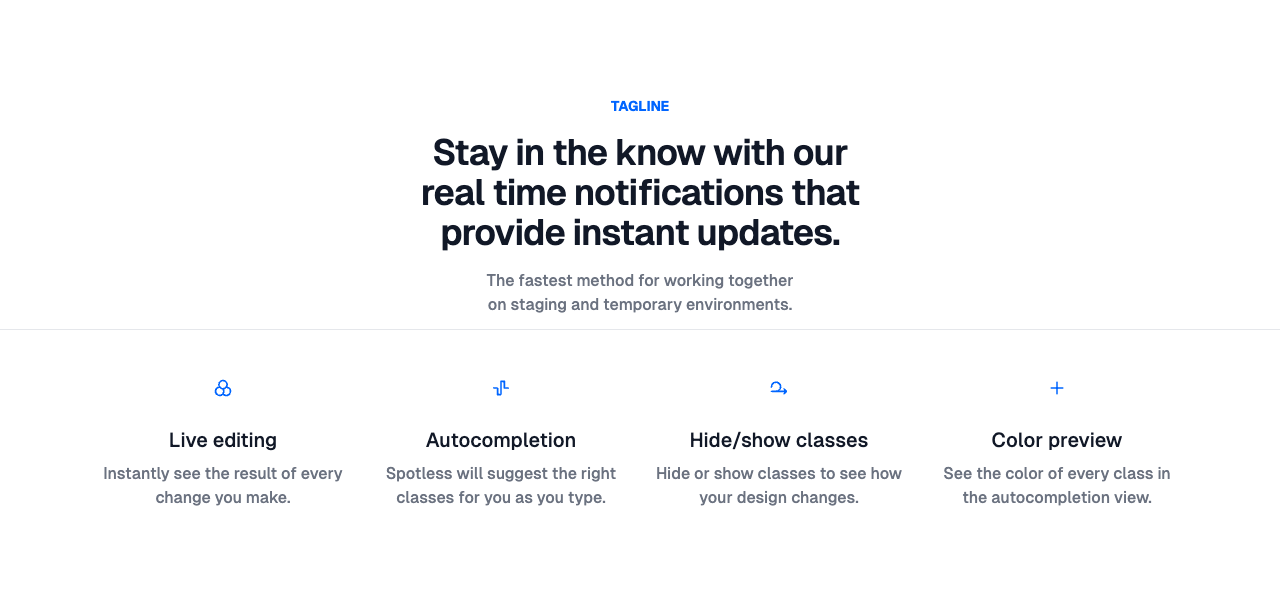 TAGLINE
Stay in the know with our
real time notifications that
provide instant updates.
The fastest method for working together
on staging and temporary environments.
Live editing
Instantly see the result of every
change you make.
Autocompletion
Spotless will suggest the right
classes for you as you type.
Hide/show classes
Hide or show classes to see how
your design changes.
Color preview
See the color of every class in
the autocompletion view.